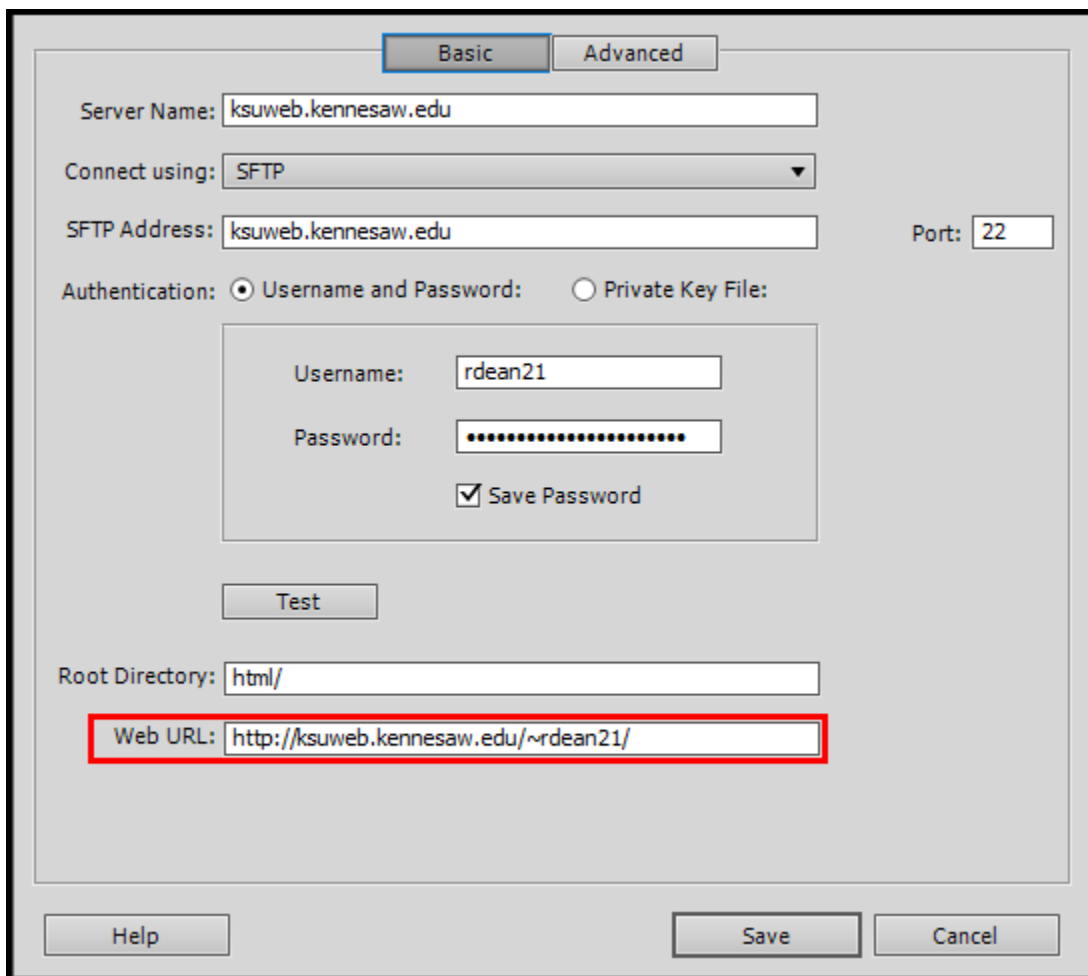 Basic Advanced
Server Name: ksuweb.kennesaw.edu
Connect using: SFTP
SFTP Address: ksuweb.kennesaw.edu Port: 22
Authentication: Username and Password: Private Key File:
Username: rdean21
Password: ••••••••••••••••••••••
Save Password
Test
Root Directory: html/
Web URL: http://ksuweb.kennesaw.edu/~rdean21/
Help Save Cancel